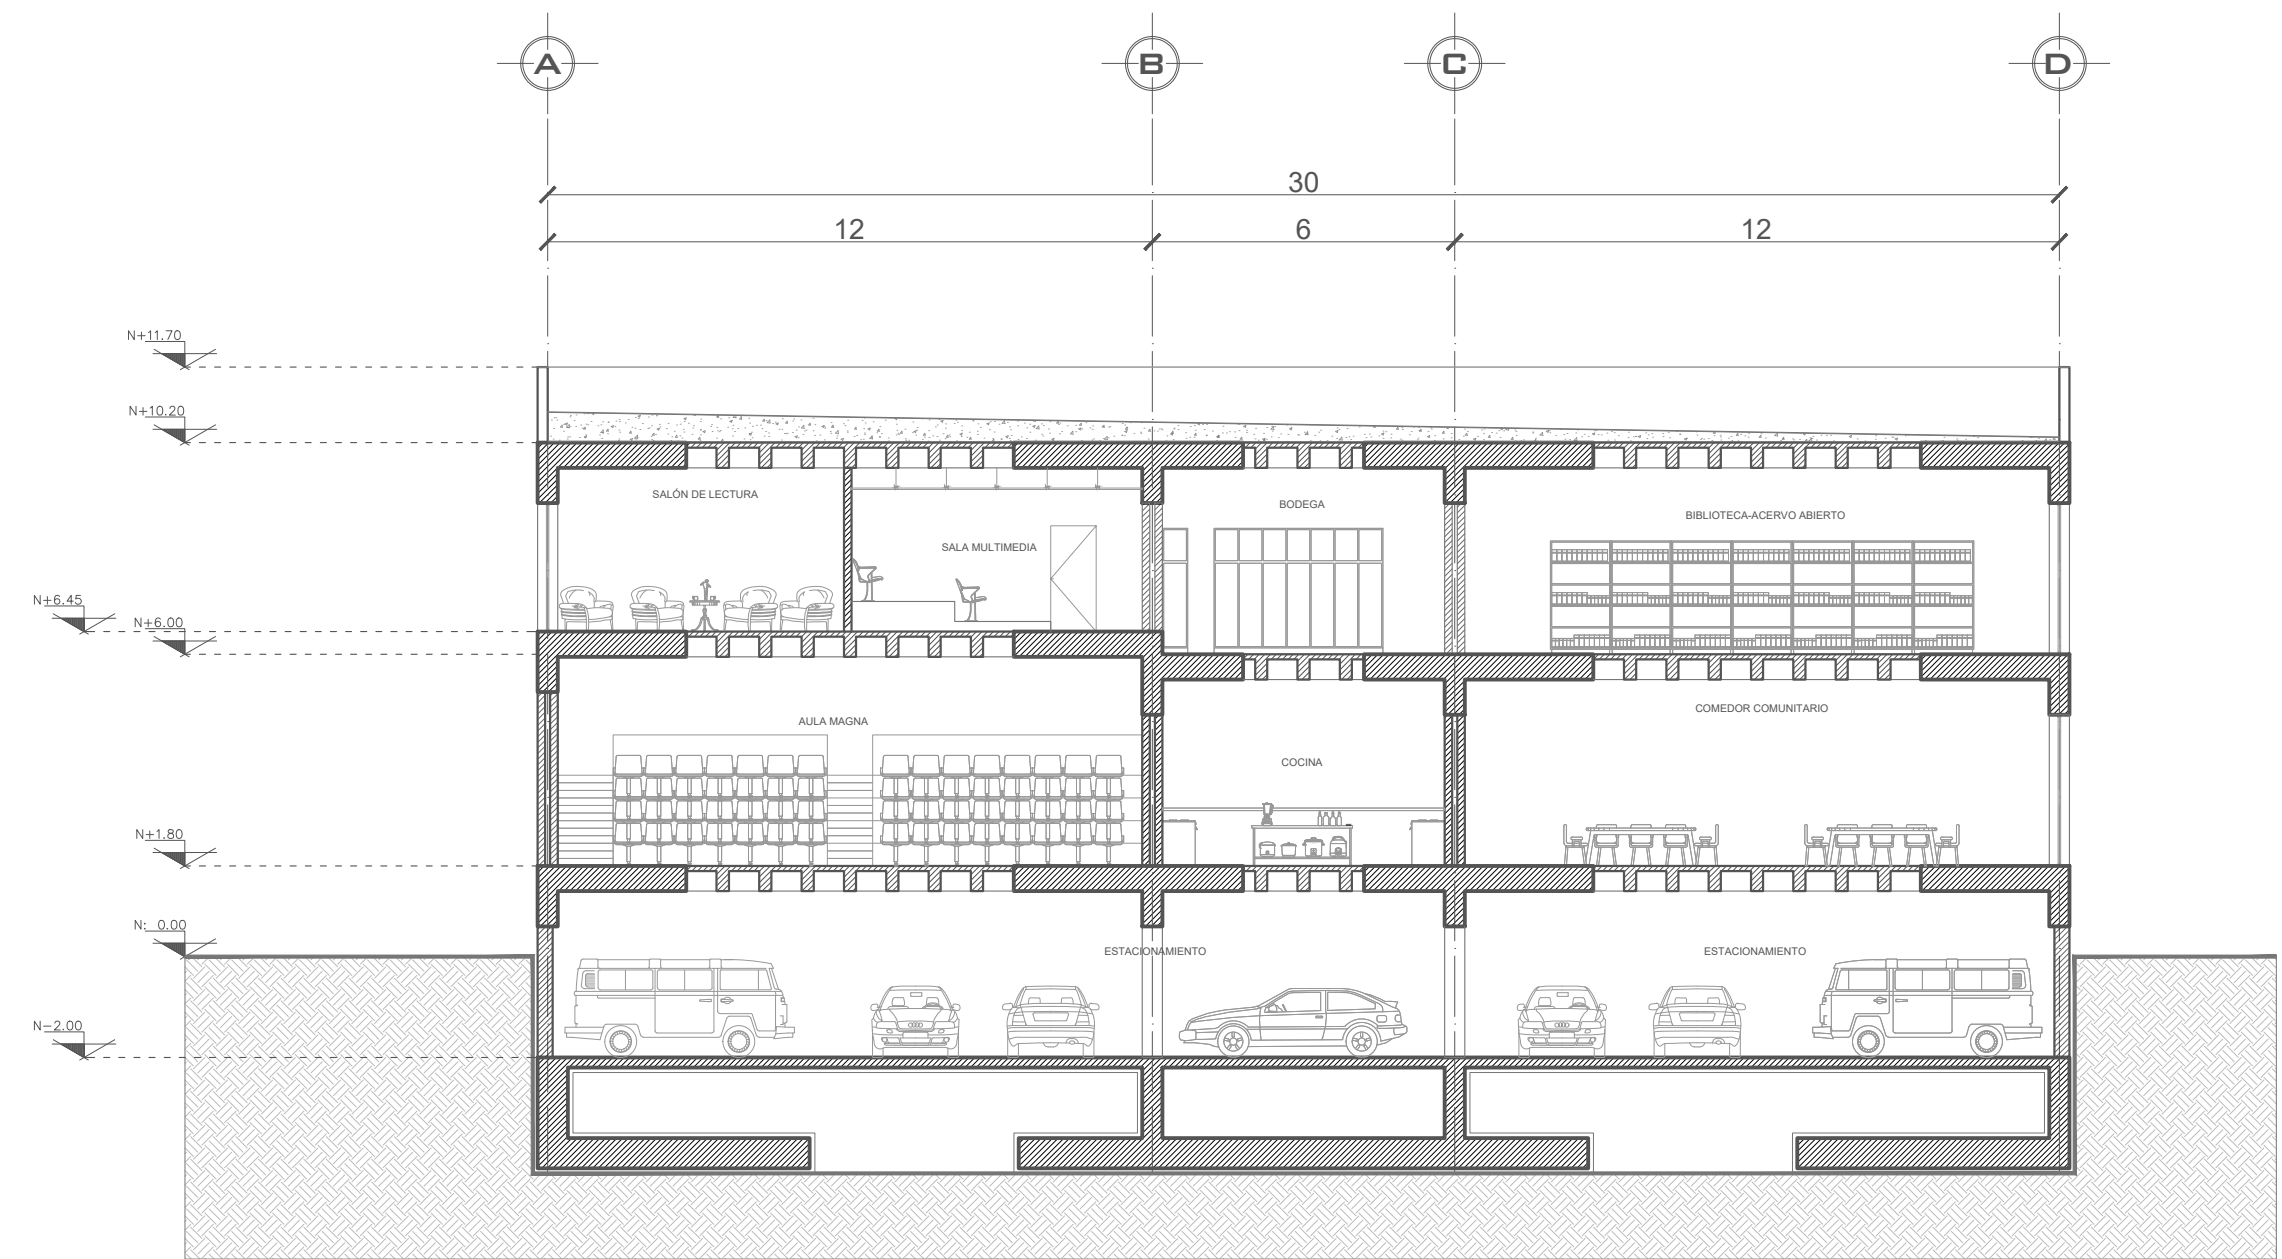 A
B
C
D
30
12
6
12
N+11.70
N+10.20
SALÓN DE LECTURA
BODEGA
BIBLIOTECA-ACERVO ABIERTO
SALA MULTIMEDIA
N+6.45
N+6.00
COMEDOR COMUNITARIO
AULA MAGNA
COCINA
N+1.80
N: 0.00
ESTACIONAMIENTO
ESTACIONAMIENTO
N-2.00